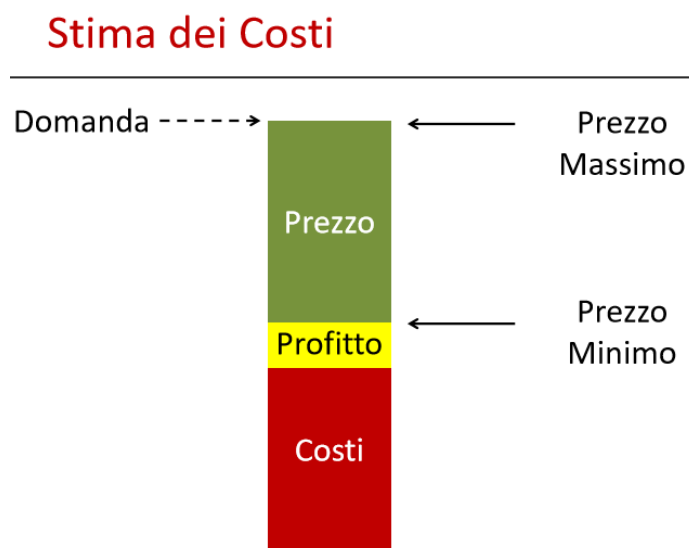 Stima dei Costi
Domanda
Prezzo
Massimo
Prezzo
Prezzo
Minimo
Profitto
Costi